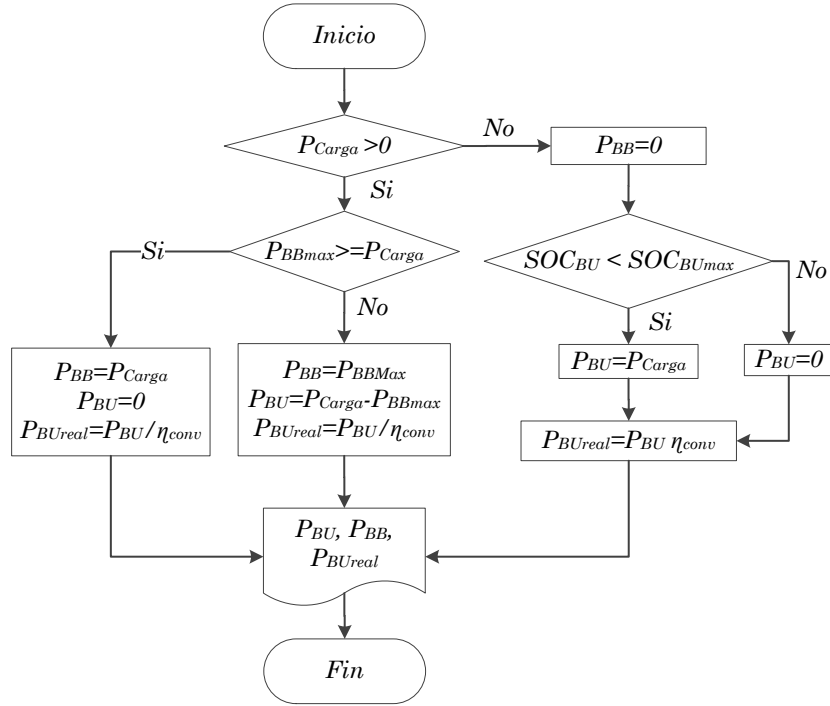 Inicio
P_Carga >0
No
P_BB=0
Si
Si
P_BBmax>=P_Carga
SOC_BU < SOC_BUmax
No
No
Si
P_BB=P_Carga
P_BU=0
P_BUreal=P_BU/η_conv
P_BB=P_BBMax
P_BU=P_Carga-P_BBmax
P_BUreal=P_BU/η_conv
P_BU=P_Carga
P_BU=0
P_BUreal=P_BU η_conv
P_BU, P_BB,
P_BUreal
Fin